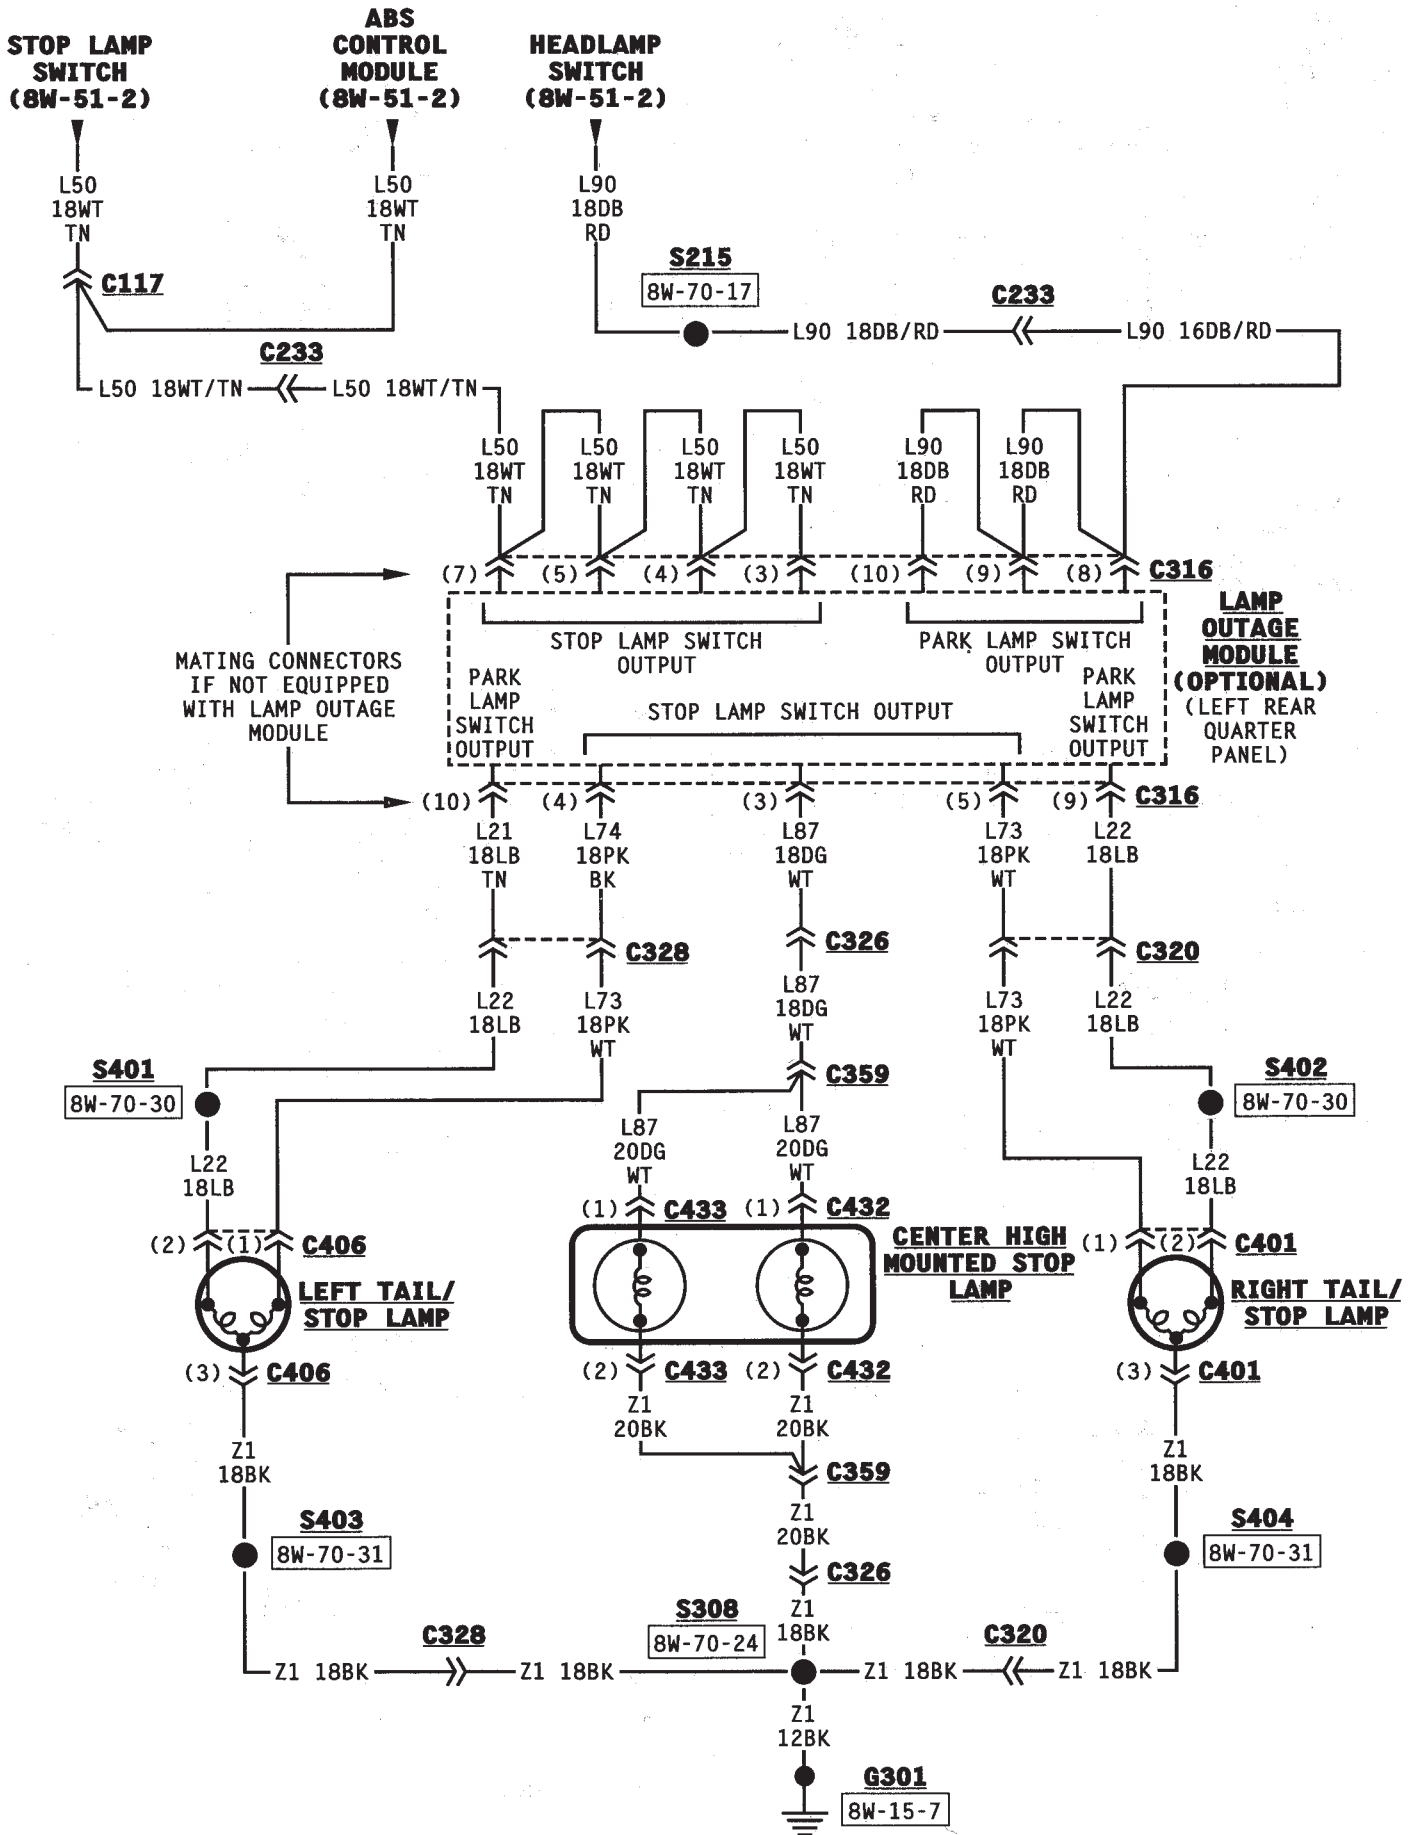 STOP LAMP
SWITCH
(8W-51-2)
ABS
CONTROL
MODULE
(8W-51-2)
HEADLAMP
SWITCH
(8W-51-2)
L50
18WT
TN
L50
18WT
TN
L90
18DB
RD
C117
S215
8W-70-17
C233
L90 18DB/RD
L90 16DB/RD
C233
L50 18WT/TN
L50 18WT/TN
L50
18WT
TN
L50
18WT
TN
L50
18WT
TN
L50
18WT
TN
L90
18DB
RD
L90
18DB
RD
(7)
(5)
(4)
(3)
(10)
(9)
(8)
C316
LAMP
OUTAGE
MODULE
(OPTIONAL)
(LEFT REAR
QUARTER
PANEL)
MATING CONNECTORS
IF NOT EQUIPPED
WITH LAMP OUTAGE
MODULE
STOP LAMP SWITCH
OUTPUT
PARK LAMP SWITCH
OUTPUT
PARK
LAMP
SWITCH
OUTPUT
STOP LAMP SWITCH OUTPUT
PARK
LAMP
SWITCH
OUTPUT
(10)
(4)
(3)
(5)
(9)
C316
L21
18LB
TN
L74
18PK
BK
L87
18DG
WT
L73
18PK
WT
L22
18LB
C328
C326
C320
L22
18LB
L73
18PK
WT
L87
18DG
WT
L73
18PK
WT
L22
18LB
S401
8W-70-30
C359
S402
8W-70-30
L22
18LB
L87
20DG
WT
L87
20DG
WT
L22
18LB
(2)
(1)
C406
(1)
C433
(1)
C432
(1)
(2)
C401
LEFT TAIL/
STOP LAMP
CENTER HIGH
MOUNTED STOP
LAMP
RIGHT TAIL/
STOP LAMP
(3)
C406
(2)
C433
(2)
C432
(3)
C401
Z1
18BK
Z1
20BK
Z1
20BK
Z1
18BK
C359
S403
8W-70-31
Z1
20BK
S404
8W-70-31
C326
S308
8W-70-24
Z1
18BK
C328
C320
Z1 18BK
Z1 18BK
Z1 18BK
Z1 18BK
Z1
12BK
G301
8W-15-7